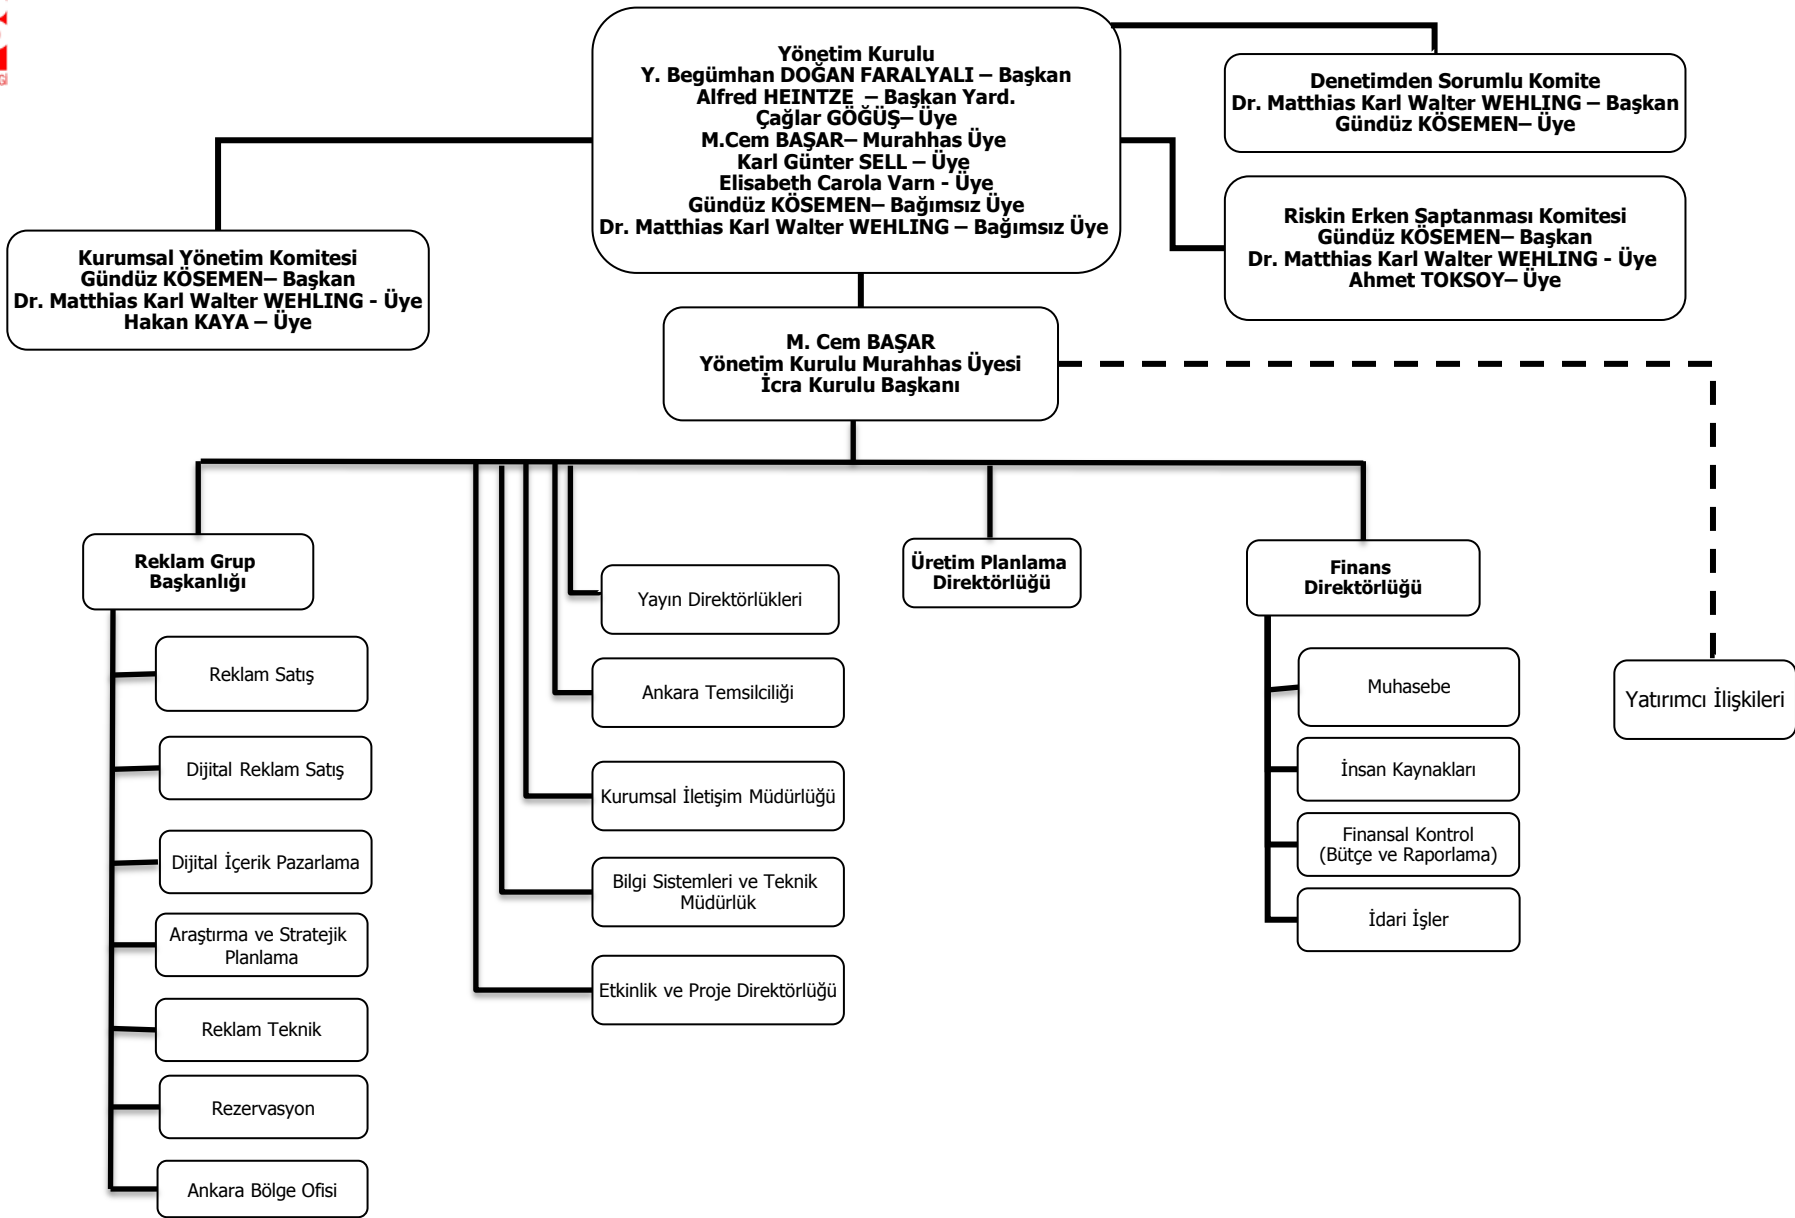 Yönetim Kurulu
Y. Begümhan DOĞAN FARALYALI – Başkan
Alfred HEINTZE – Başkan Yard.
Çağlar GÖĞÜŞ– Üye
M.Cem BAŞAR– Murahhas Üye
Karl Günter SELL – Üye
Elisabeth Carola Varn - Üye
Gündüz KÖSEMEN– Bağımsız Üye
Dr. Matthias Karl Walter WEHLING – Bağımsız Üye
Denetimden Sorumlu Komite
Dr. Matthias Karl Walter WEHLING – Başkan
Gündüz KÖSEMEN– Üye
Riskin Erken Saptanması Komitesi
Gündüz KÖSEMEN– Başkan
Dr. Matthias Karl Walter WEHLING - Üye
Ahmet TOKSOY– Üye
Kurumsal Yönetim Komitesi
Gündüz KÖSEMEN– Başkan
Dr. Matthias Karl Walter WEHLING - Üye
Hakan KAYA – Üye
M. Cem BAŞAR
Yönetim Kurulu Murahhas Üyesi
İcra Kurulu Başkanı
Reklam Grup
Başkanlığı
Reklam Satış
Dijital Reklam Satış
Dijital İçerik Pazarlama
Araştırma ve Stratejik
Planlama
Reklam Teknik
Rezervasyon
Ankara Bölge Ofisi
Yayın Direktörlükleri
Ankara Temsilciliği
Kurumsal İletişim Müdürlüğü
Bilgi Sistemleri ve Teknik
Müdürlük
Etkinlik ve Proje Direktörlüğü
Üretim Planlama
Direktörlüğü
Finans
Direktörlüğü
Muhasebe
İnsan Kaynakları
Finansal Kontrol
(Bütçe ve Raporlama)
İdari İşler
Yatırımcı İlişkileri